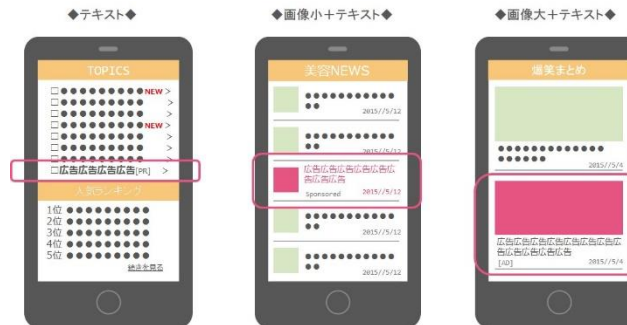 ◆テキスト◆
TOPICS
□●●●●●●●●●NEW >
□●●●●●●●●● >
□●●●●●●●●● >
□●●●●●●●●●NEW >
□●●●●●●●●● >
□●●●●●●●●● >
□●●●●●●●●● >
□広告広告広告広告[PR] >
人気ランキング
1位 ●●●●●●●●●
2位 ●●●●●●●●●
3位 ●●●●●●●●●
4位 ●●●●●●●●●
5位 ●●●●●●●●●
続きを見る
◆画像小+テキスト◆
美容NEWS
●●●●●●●●●●●
●●
2015//5/12
●●●●●●●●●●●
●●
2015//5/12
広告広告広告広告広告広
告広告広告
Sponsored 2015//5/12
●●●●●●●●●●●
●●
2015//5/12
●●●●●●●●●●●
●●
2015//5/12
◆画像大+テキスト◆
爆笑まとめ
●●●●●●●●●●●●●
●●●●●●
2015//5/4
広告広告広告広告広告広告広
告広告広告広告広告
[AD] 2015//5/4